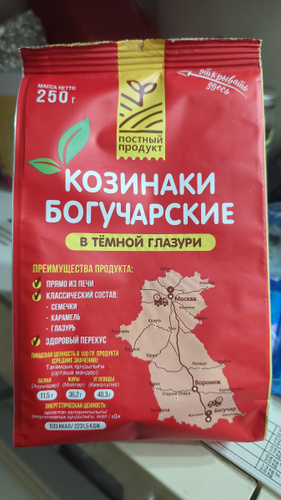 МАССА НЕТТО:
250 г
открывать
здесь
ПОСТНЫЙ
ПРОДУКТ
КОЗИНАКИ
БОГУЧАРСКИЕ
В ТЁМНОЙ ГЛАЗУРИ
ПРЕИМУЩЕСТВА ПРОДУКТА:
ПРЯМО ИЗ ПЕЧИ
КЛАССИЧЕСКИЙ СОСТАВ:
- СЕМЕЧКИ
- КАРАМЕЛЬ
- ГЛАЗУРЬ
ЗДОРОВЫЙ ПЕРЕКУС
Москва
Воронеж
Богучар
ПИЩЕВАЯ ЦЕННОСТЬ В 100 ГР. ПРОДУКТА
(СРЕДНИЕ ЗНАЧЕНИЯ):
БЕЛКИ ЖИРЫ УГЛЕВОДЫ
11,5 г 36,2 г 40,3 г
ЭНЕРГЕТИЧЕСКАЯ ЦЕННОСТЬ: